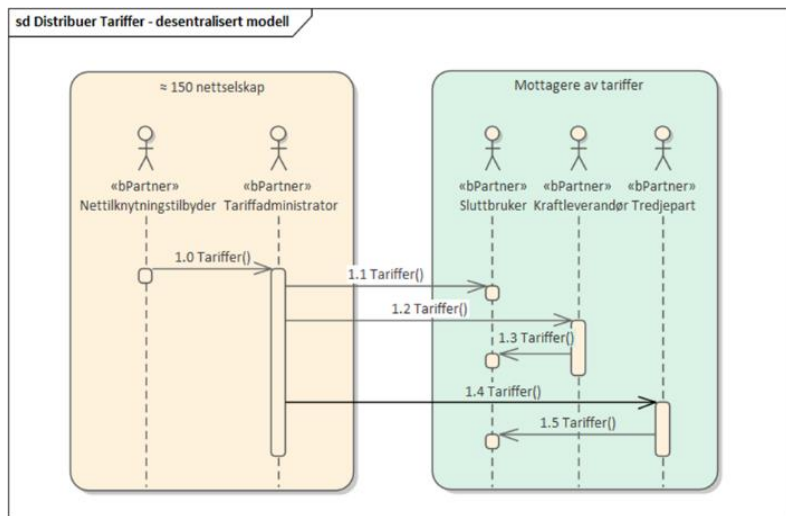 sd Distribuer Tariffer - desentralisert modell
≈ 150 nettselskap
Mottagere av tariffer
«bPartner»
Nettilknytningstilbyder
«bPartner»
Tariffadministrator
«bPartner»
Sluttbruker
«bPartner»
Kraftleverandør
«bPartner»
Tredjepart
1.0 Tariffer()
1.1 Tariffer()
1.2 Tariffer()
1.3 Tariffer()
1.4 Tariffer()
1.5 Tariffer()